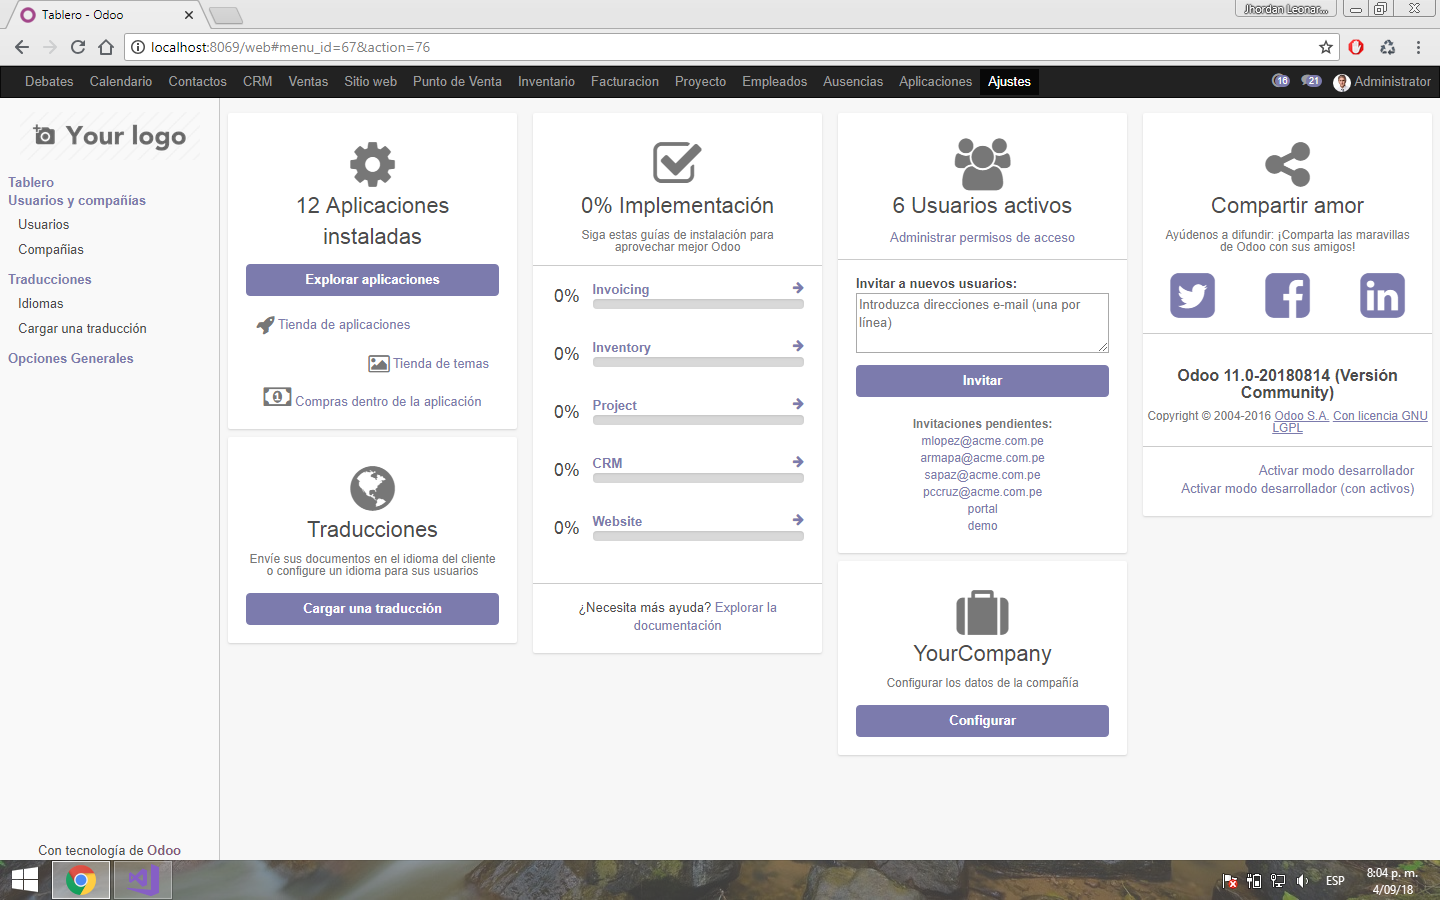 Tablero - Odoo
Jhordan Leonar...
localhost:8069/web#menu_id=67&action=76
Debates Calendario Contactos CRM Ventas Sitio web Punto de Venta Inventario Facturacion Proyecto Empleados Ausencias Aplicaciones Ajustes 16 21 Administrator
Your logo
Tablero
Usuarios y compañías
Usuarios
Compañias
Traducciones
Idiomas
Cargar una traducción
Opciones Generales
Con tecnología de Odoo
12 Aplicaciones
instaladas
Explorar aplicaciones
Tienda de aplicaciones
Tienda de temas
1
Compras dentro de la aplicación
Traducciones
Envíe sus documentos en el idioma del cliente
o configure un idioma para sus usuarios
Cargar una traducción
0% Implementación
Siga estas guías de instalación para
aprovechar mejor Odoo
0% Invoicing
0% Inventory
0% Project
0% CRM
0% Website
¿Necesita más ayuda? Explorar la
documentación
6 Usuarios activos
Administrar permisos de acceso
Invitar a nuevos usuarios:
Introduzca direcciones e-mail (una por
línea)
Invitar
Invitaciones pendientes:
mlopez@acme.com.pe
armapa@acme.com.pe
sapaz@acme.com.pe
pccruz@acme.com.pe
portal
demo
YourCompany
Configurar los datos de la compañía
Configurar
Compartir amor
Ayúdenos a difundir: ¡Comparta las maravillas
de Odoo con sus amigos!
Odoo 11.0-20180814 (Versión
Community)
Copyright © 2004-2016 Odoo S.A. Con licencia GNU
LGPL
Activar modo desarrollador
Activar modo desarrollador (con activos)
ESP
8:04 p. m.
4/09/18